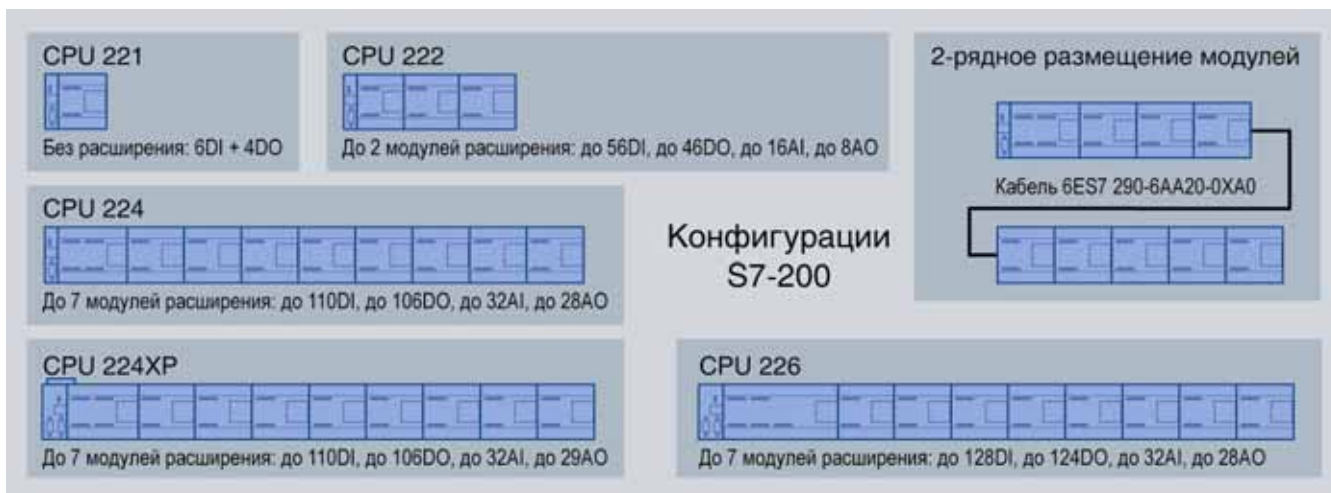 CPU 221
Без расширения: 6DI + 4DO
CPU 222
До 2 модулей расширения: до 56DI, до 46DO, до 16AI, до 8AO
2-рядное размещение модулей
Кабель 6ES7 290-6AA20-0XA0
CPU 224
До 7 модулей расширения: до 110DI, до 106DO, до 32AI, до 28AO
Конфигурации
S7-200
CPU 224XP
До 7 модулей расширения: до 110DI, до 106DO, до 32AI, до 29AO
CPU 226
До 7 модулей расширения: до 128DI, до 124DO, до 32AI, до 28AO